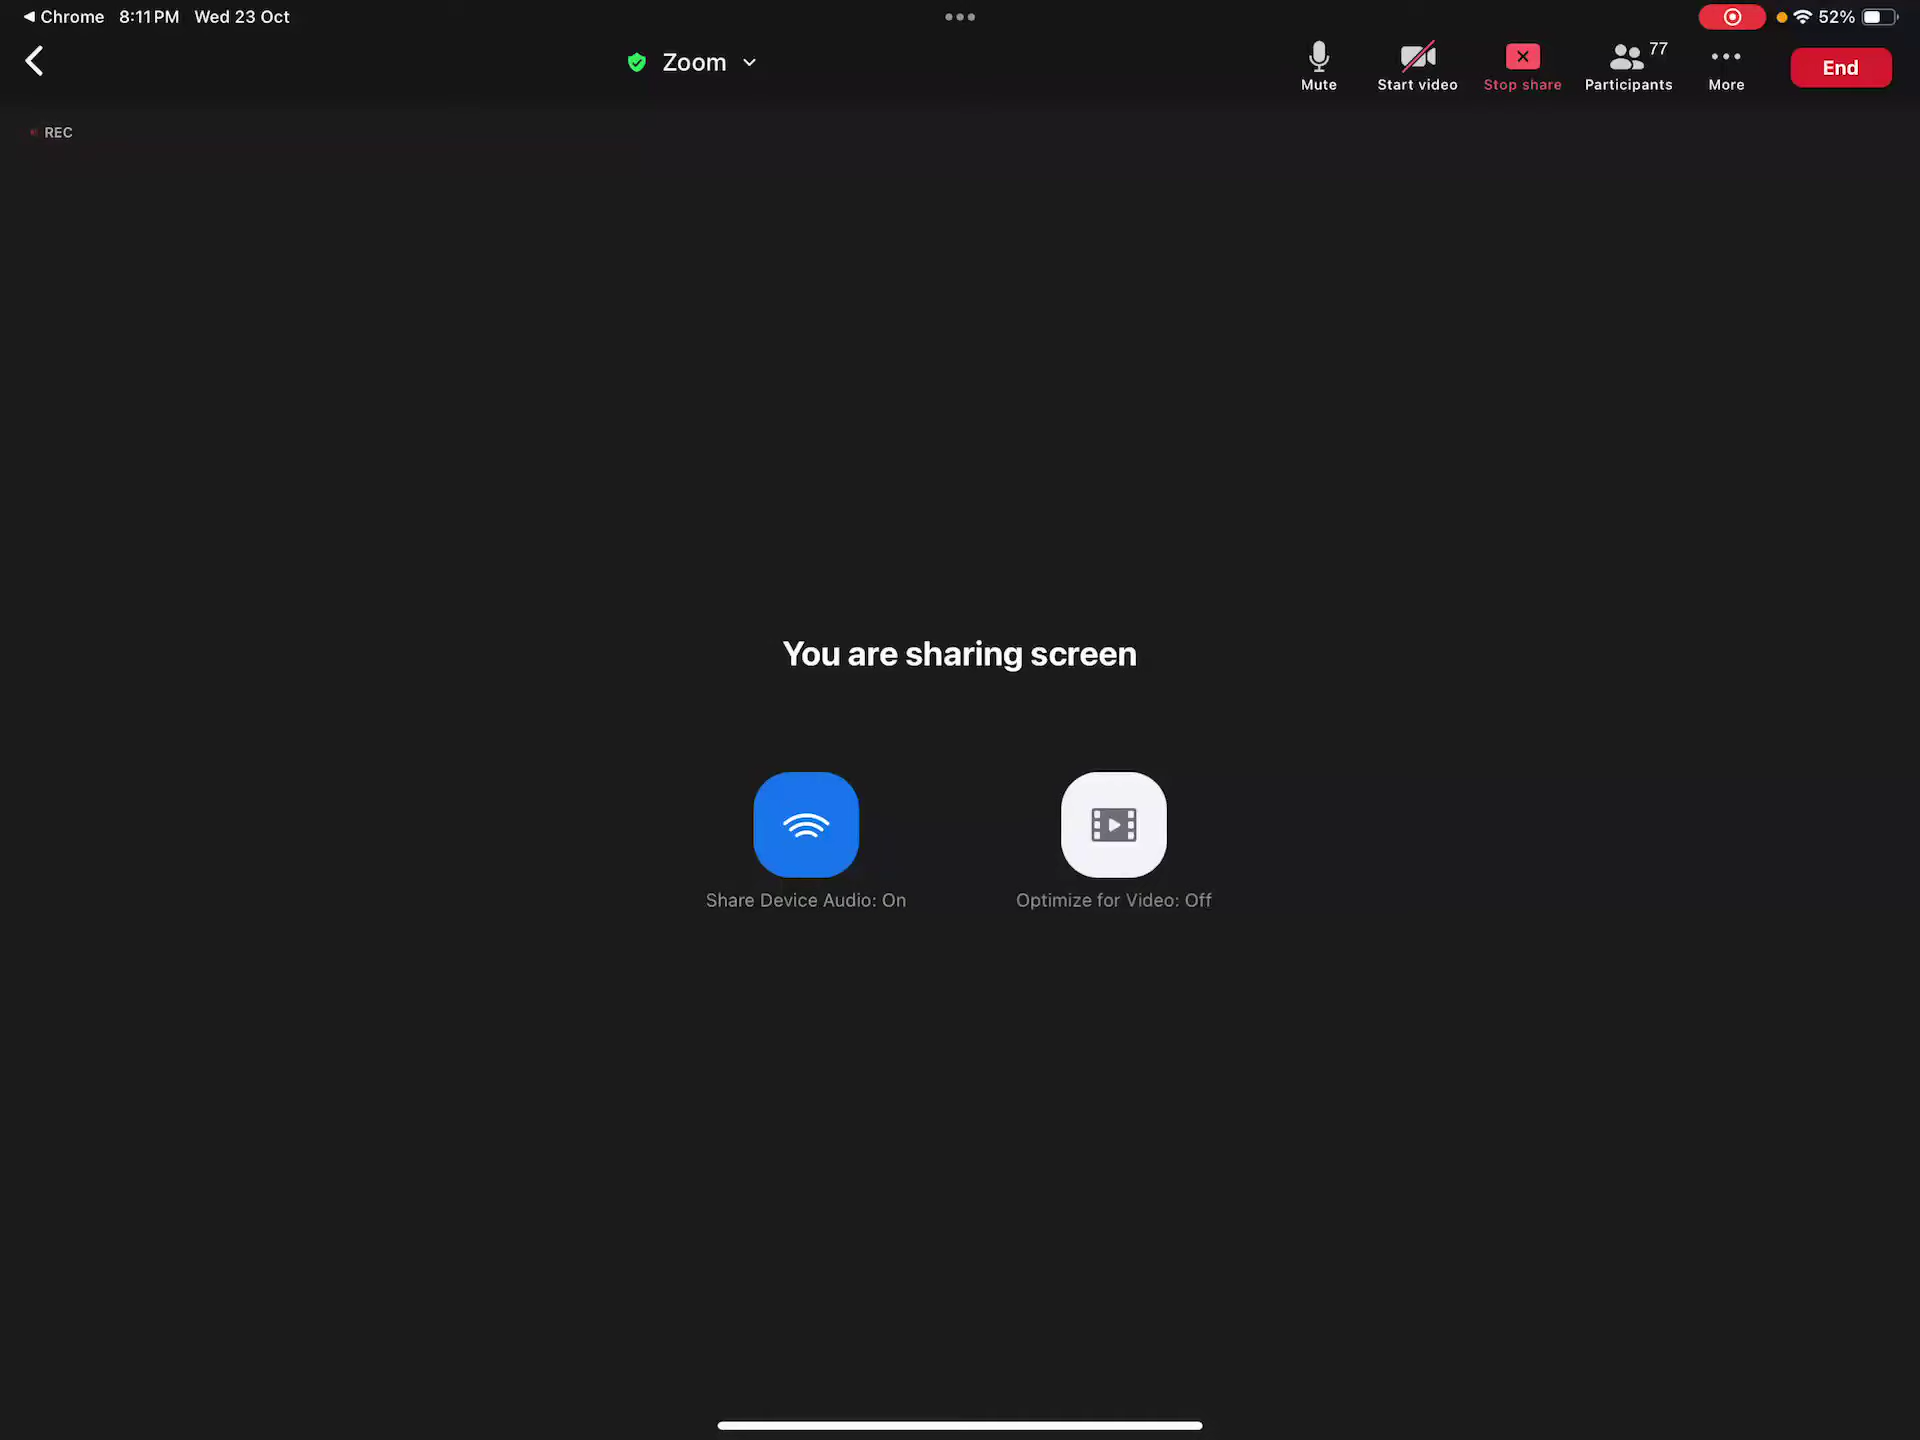 Chrome 8:11 PM Wed 23 Oct
52%
Zoom
77
Mute Start video Stop share Participants More End
REC
You are sharing screen
Share Device Audio: On Optimize for Video: Off